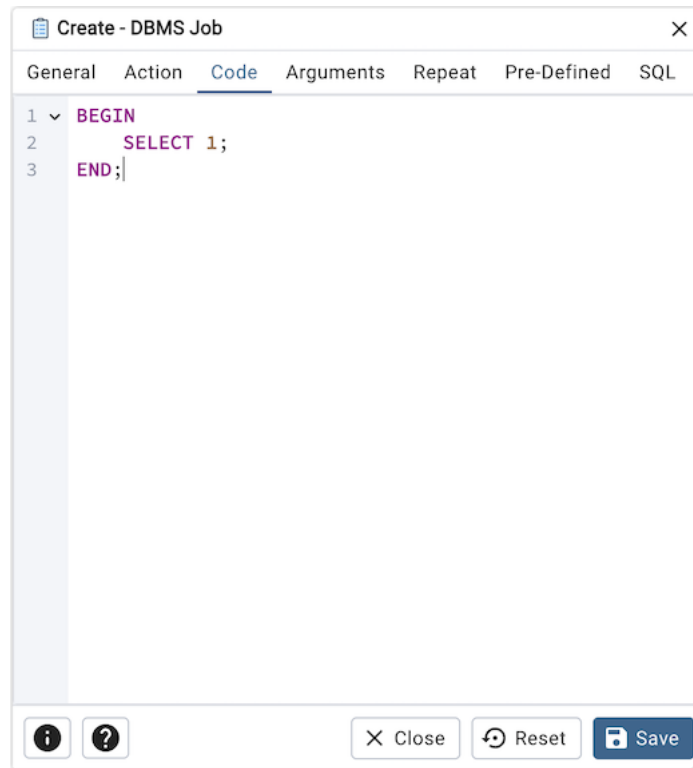 Create - DBMS Job
General Action Code Arguments Repeat Pre-Defined SQL
1 BEGIN
2 SELECT 1;
3 END;
Close Reset Save